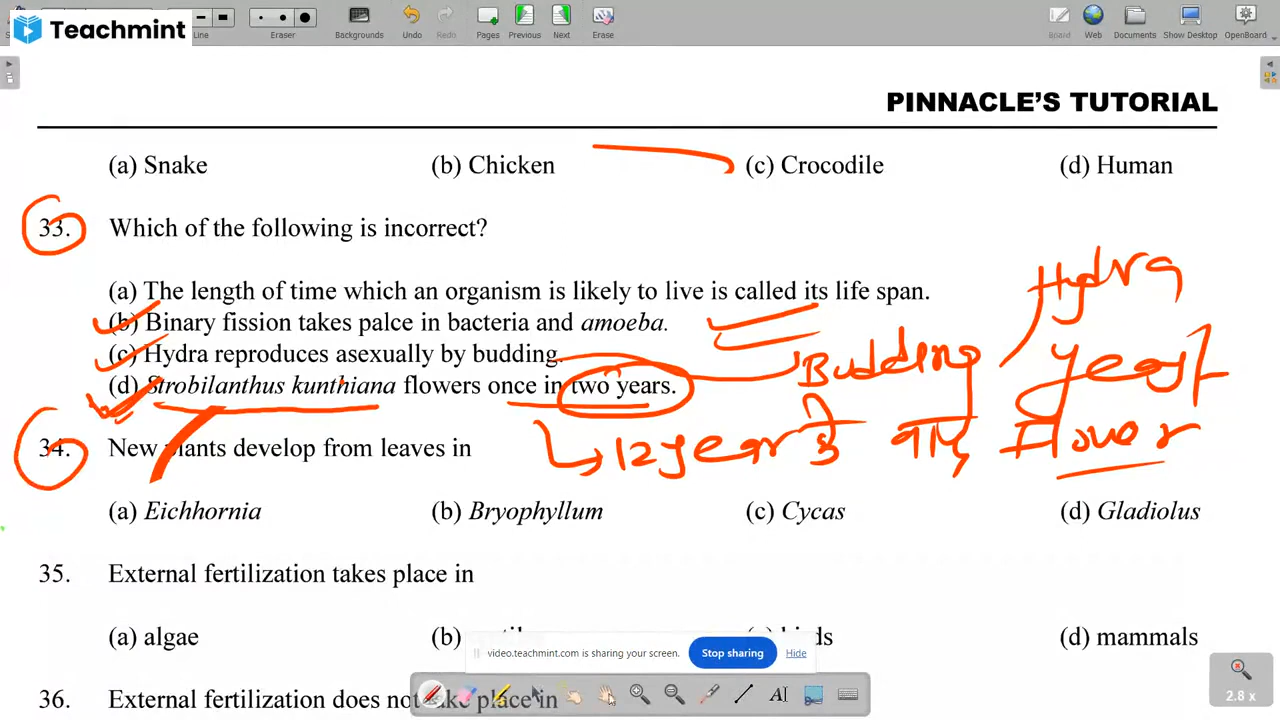 Teachmint
Line
Eraser
Backgrounds
Undo
Redo
Pages
Previous
Next
Erase
Board
Web
Documents
Show Desktop
OpenBoard
PINNACLE'S TUTORIAL
(a) Snake (b) Chicken (c) Crocodile (d) Human
33. Which of the following is incorrect?
(a) The length of time which an organism is likely to live is called its life span.
(b) Binary fission takes palce in bacteria and amoeba.
(c) Hydra reproduces asexually by budding.
(d) Strobilanthus kunthiana flowers once in two years.
Hydra
Budding
yeast
12 years
Flower
34. New plants develop from leaves in
(a) Eichhornia (b) Bryophyllum (c) Cycas (d) Gladiolus
35. External fertilization takes place in
(a) algae (b) (c) birds (d) mammals
video.teachmint.com is sharing your screen. Stop sharing Hide
36. External fertilization does not take place in
2.8 x